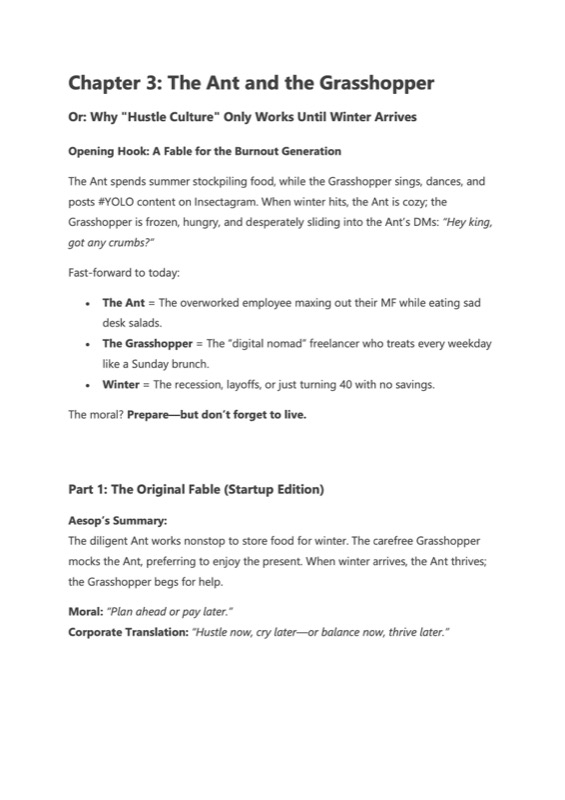 Chapter 3: The Ant and the Grasshopper
Or: Why "Hustle Culture" Only Works Until Winter Arrives
Opening Hook: A Fable for the Burnout Generation
The Ant spends summer stockpiling food, while the Grasshopper sings, dances, and
posts #YOLO content on Insectagram. When winter hits, the Ant is cozy; the
Grasshopper is frozen, hungry, and desperately sliding into the Ant's DMs: "Hey king,
got any crumbs?"
Fast-forward to today:
• The Ant = The overworked employee maxing out their MF while eating sad
desk salads.
• The Grasshopper = The "digital nomad" freelancer who treats every weekday
like a Sunday brunch.
• Winter = The recession, layoffs, or just turning 40 with no savings.
The moral? Prepare—but don't forget to live.
Part 1: The Original Fable (Startup Edition)
Aesop's Summary:
The diligent Ant works nonstop to store food for winter. The carefree Grasshopper
mocks the Ant, preferring to enjoy the present. When winter arrives, the Ant thrives;
the Grasshopper begs for help.
Moral: "Plan ahead or pay later."
Corporate Translation: "Hustle now, cry later—or balance now, thrive later."